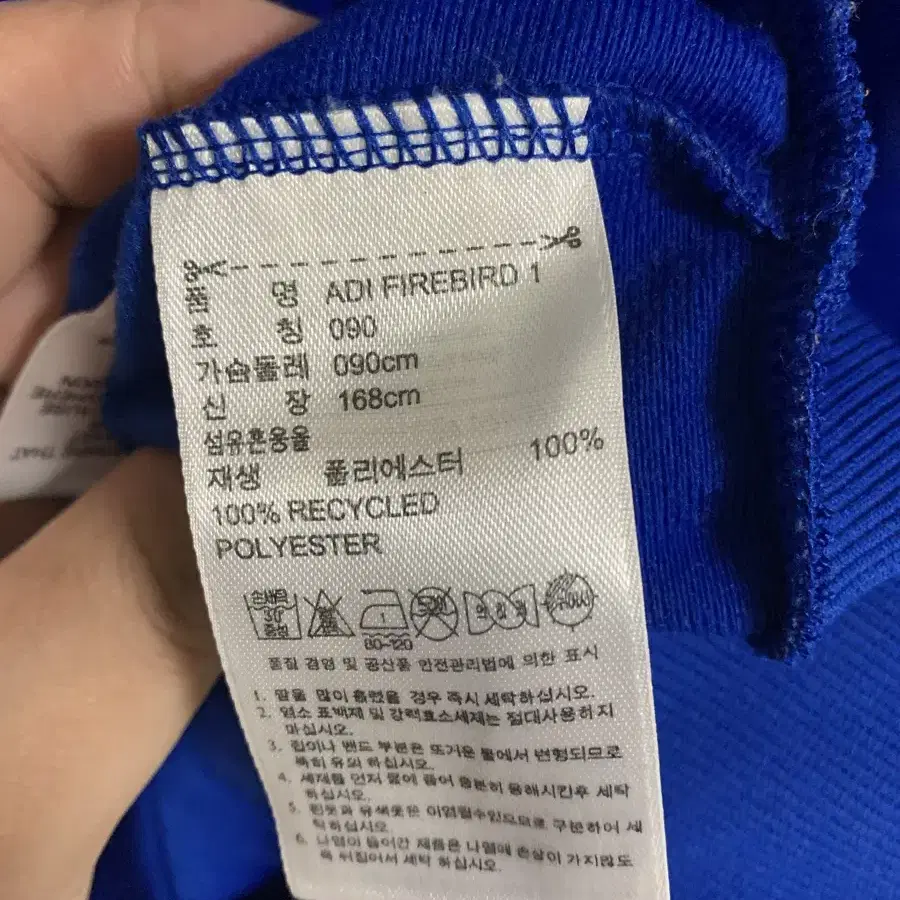 품 명 ADI FIREBIRD 1
호 칭 090
가슴둘레 090cm
신 장 168cm
섬유혼용율
재생 폴리에스터 100%
100% RECYCLED
POLYESTER
손세탁
30
중성
80-120
품질 경영 및 공산품 안전관리법에 의한 표시
1. 땀을 많이 흘렸을 경우 즉시 세탁하십시오.
2. 염소 표백제 및 강력효소세제는 절대사용하지
마십시오.
3. 립이나 밴드 부분은 뜨거운 물에서 변형되므로
특히 유의 하십시오.
4. 세제를 먼저 물에 풀어 충분히 용해시킨후 세탁
하십시오.
5. 흰옷과 유색옷은 이염될수있으므로 구분하여 세
탁하십시오.
6. 나염이 들어간 제품은 나염에 손상이 가지않도
록 뒤집어서 세탁 하십시오.
THAT